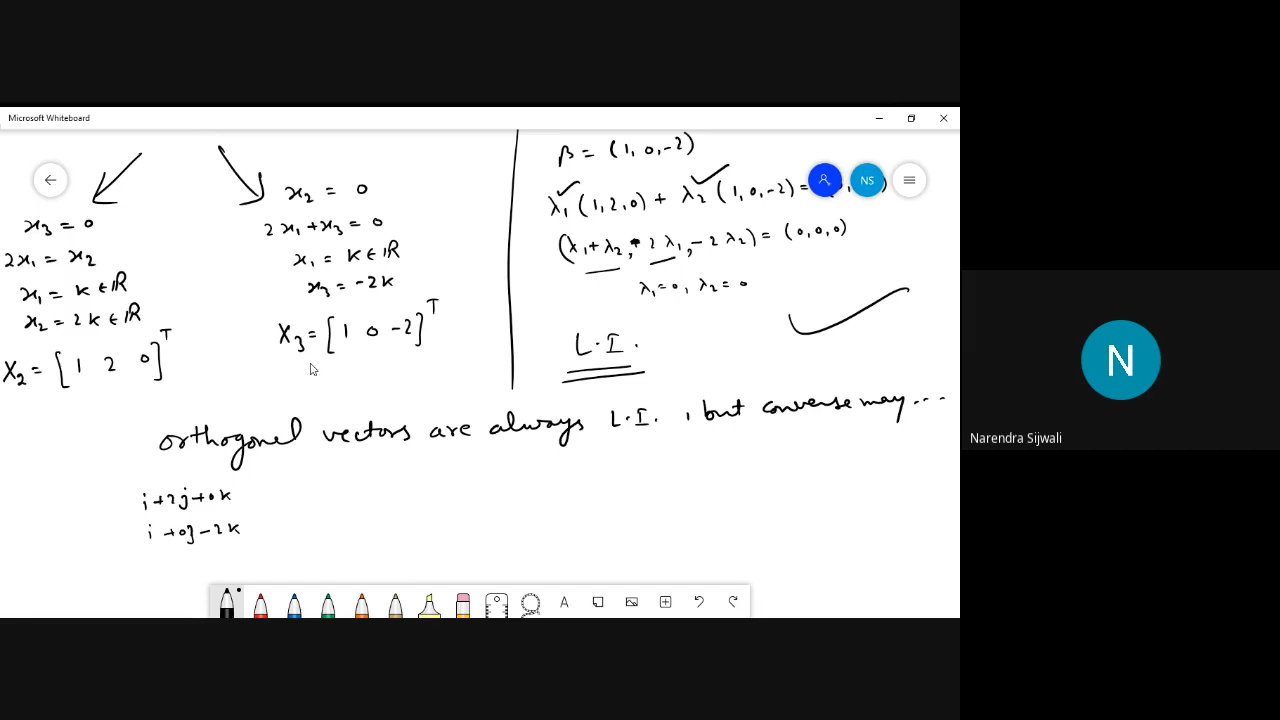 Microsoft Whiteboard
x₃ = 0
2x₁ = x₂
x₁ = k ∈ ℝ
x₂ = 2k ∈ ℝ
X₂ = [1 2 0]ᵀ
x₂ = 0
2x₁ + x₃ = 0
x₁ = k ∈ ℝ
x₃ = -2k
X₃ = [1 0 -2]ᵀ
β = (1, 0, -2)
λ₁(1, 2, 0) + λ₂(1, 0, -2) =
(λ₁+λ₂, 2λ₁, -2λ₂) = (0, 0, 0)
λ₁ = 0, λ₂ = 0
L.I.
orthogonal vectors are always L.I., but converse may...
i+2j+0k
i+0j-2k
NS
N
Narendra Sijwali
A